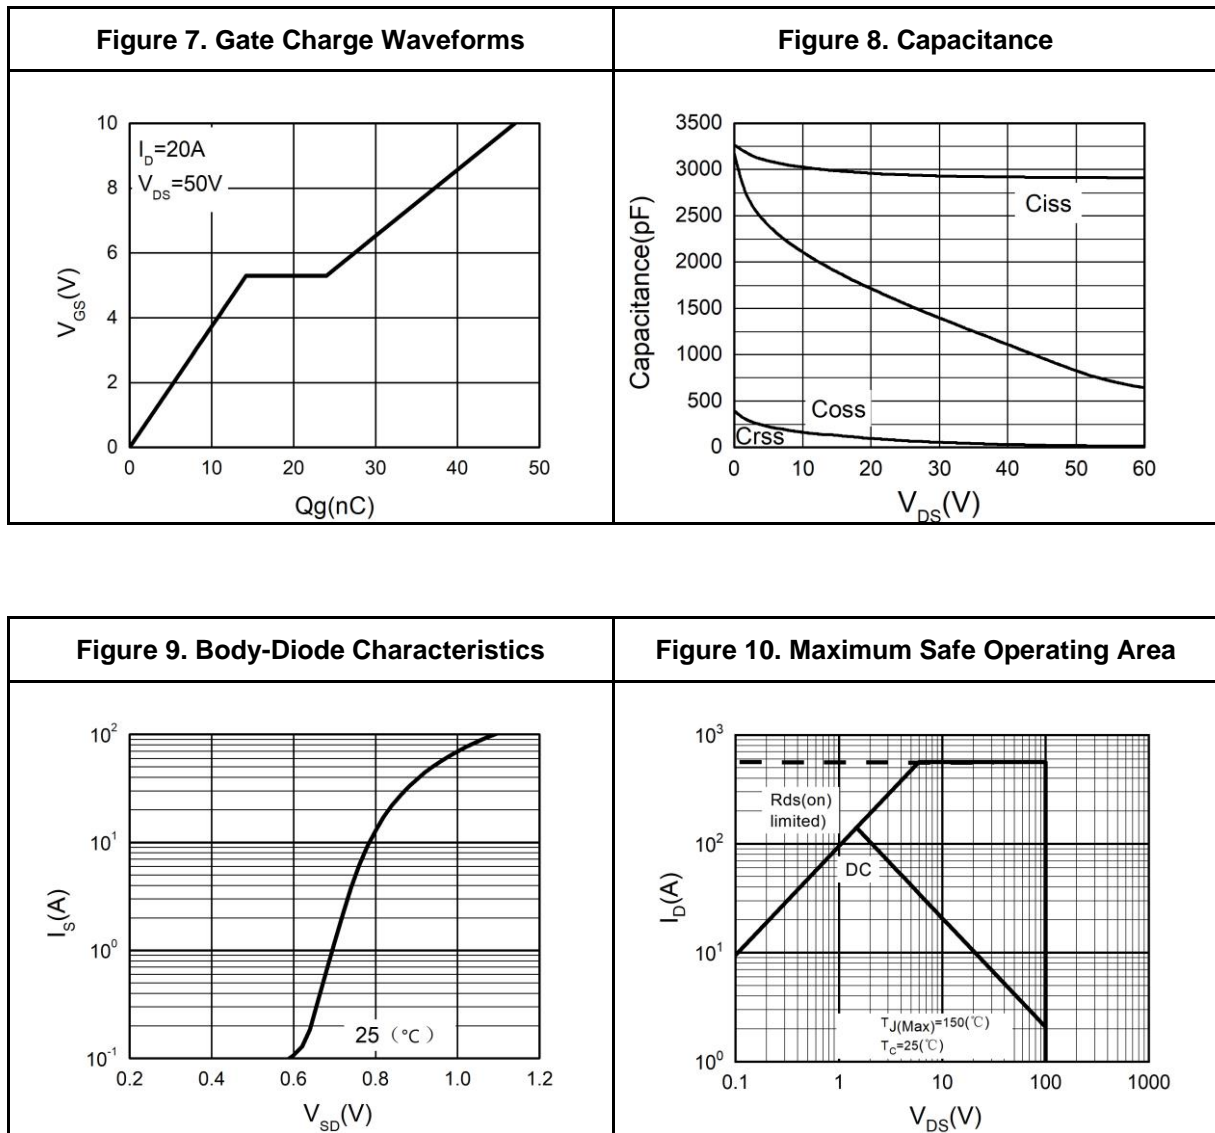 Figure 7. Gate Charge Waveforms
Figure 8. Capacitance
10
8
6
4
2
0
V_GS(V)
I_D=20A
V_DS=50V
0 10 20 30 40 50
Qg(nC)
3500
3000
2500
2000
1500
1000
500
0
Capacitance(pF)
Ciss
Coss
Crss
0 10 20 30 40 50 60
V_DS(V)
Figure 9. Body-Diode Characteristics
Figure 10. Maximum Safe Operating Area
10^2
10^1
10^0
10^-1
I_S(A)
25（℃）
0.2 0.4 0.6 0.8 1.0 1.2
V_SD(V)
10^3
10^2
10^1
10^0
I_D(A)
Rds(on)
limited)
DC
T_J(Max)=150(℃)
T_C=25(℃)
0.1 1 10 100 1000
V_DS(V)